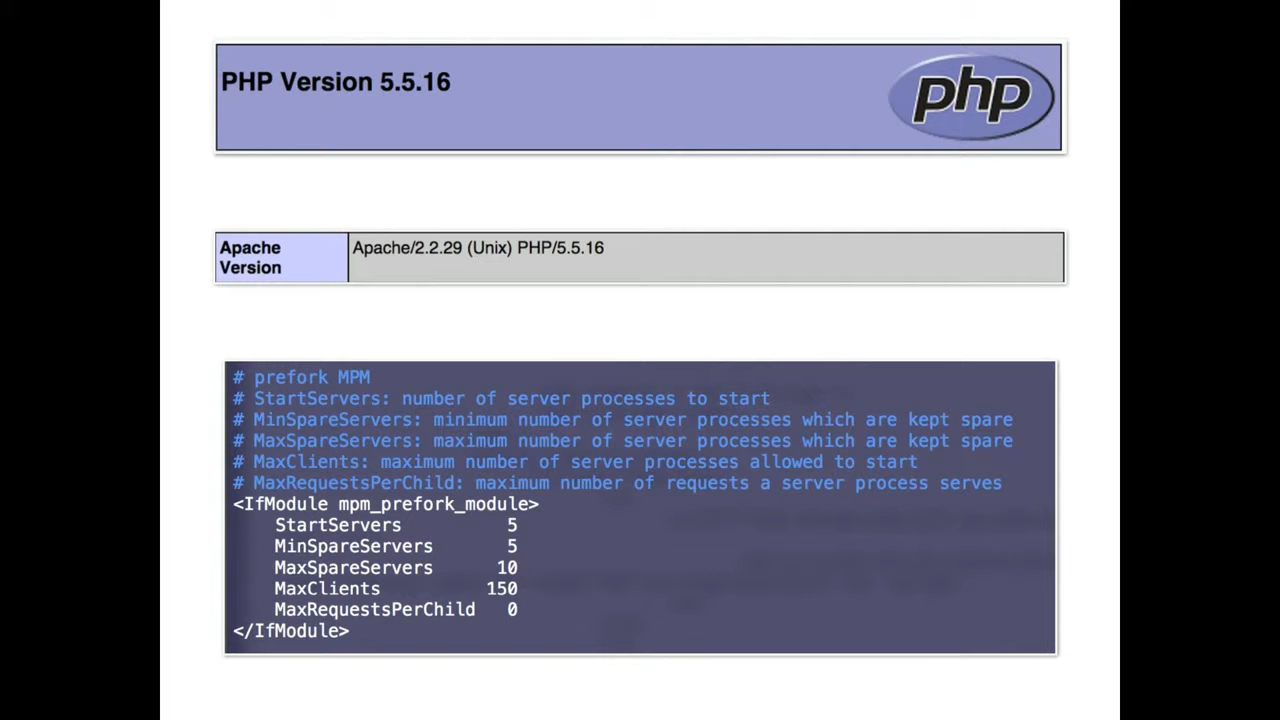 PHP Version 5.5.16
php
Apache
Version
Apache/2.2.29 (Unix) PHP/5.5.16
# prefork MPM
# StartServers: number of server processes to start
# MinSpareServers: minimum number of server processes which are kept spare
# MaxSpareServers: maximum number of server processes which are kept spare
# MaxClients: maximum number of server processes allowed to start
# MaxRequestsPerChild: maximum number of requests a server process serves
<IfModule mpm_prefork_module>
    StartServers          5
    MinSpareServers       5
    MaxSpareServers      10
    MaxClients          150
    MaxRequestsPerChild   0
</IfModule>